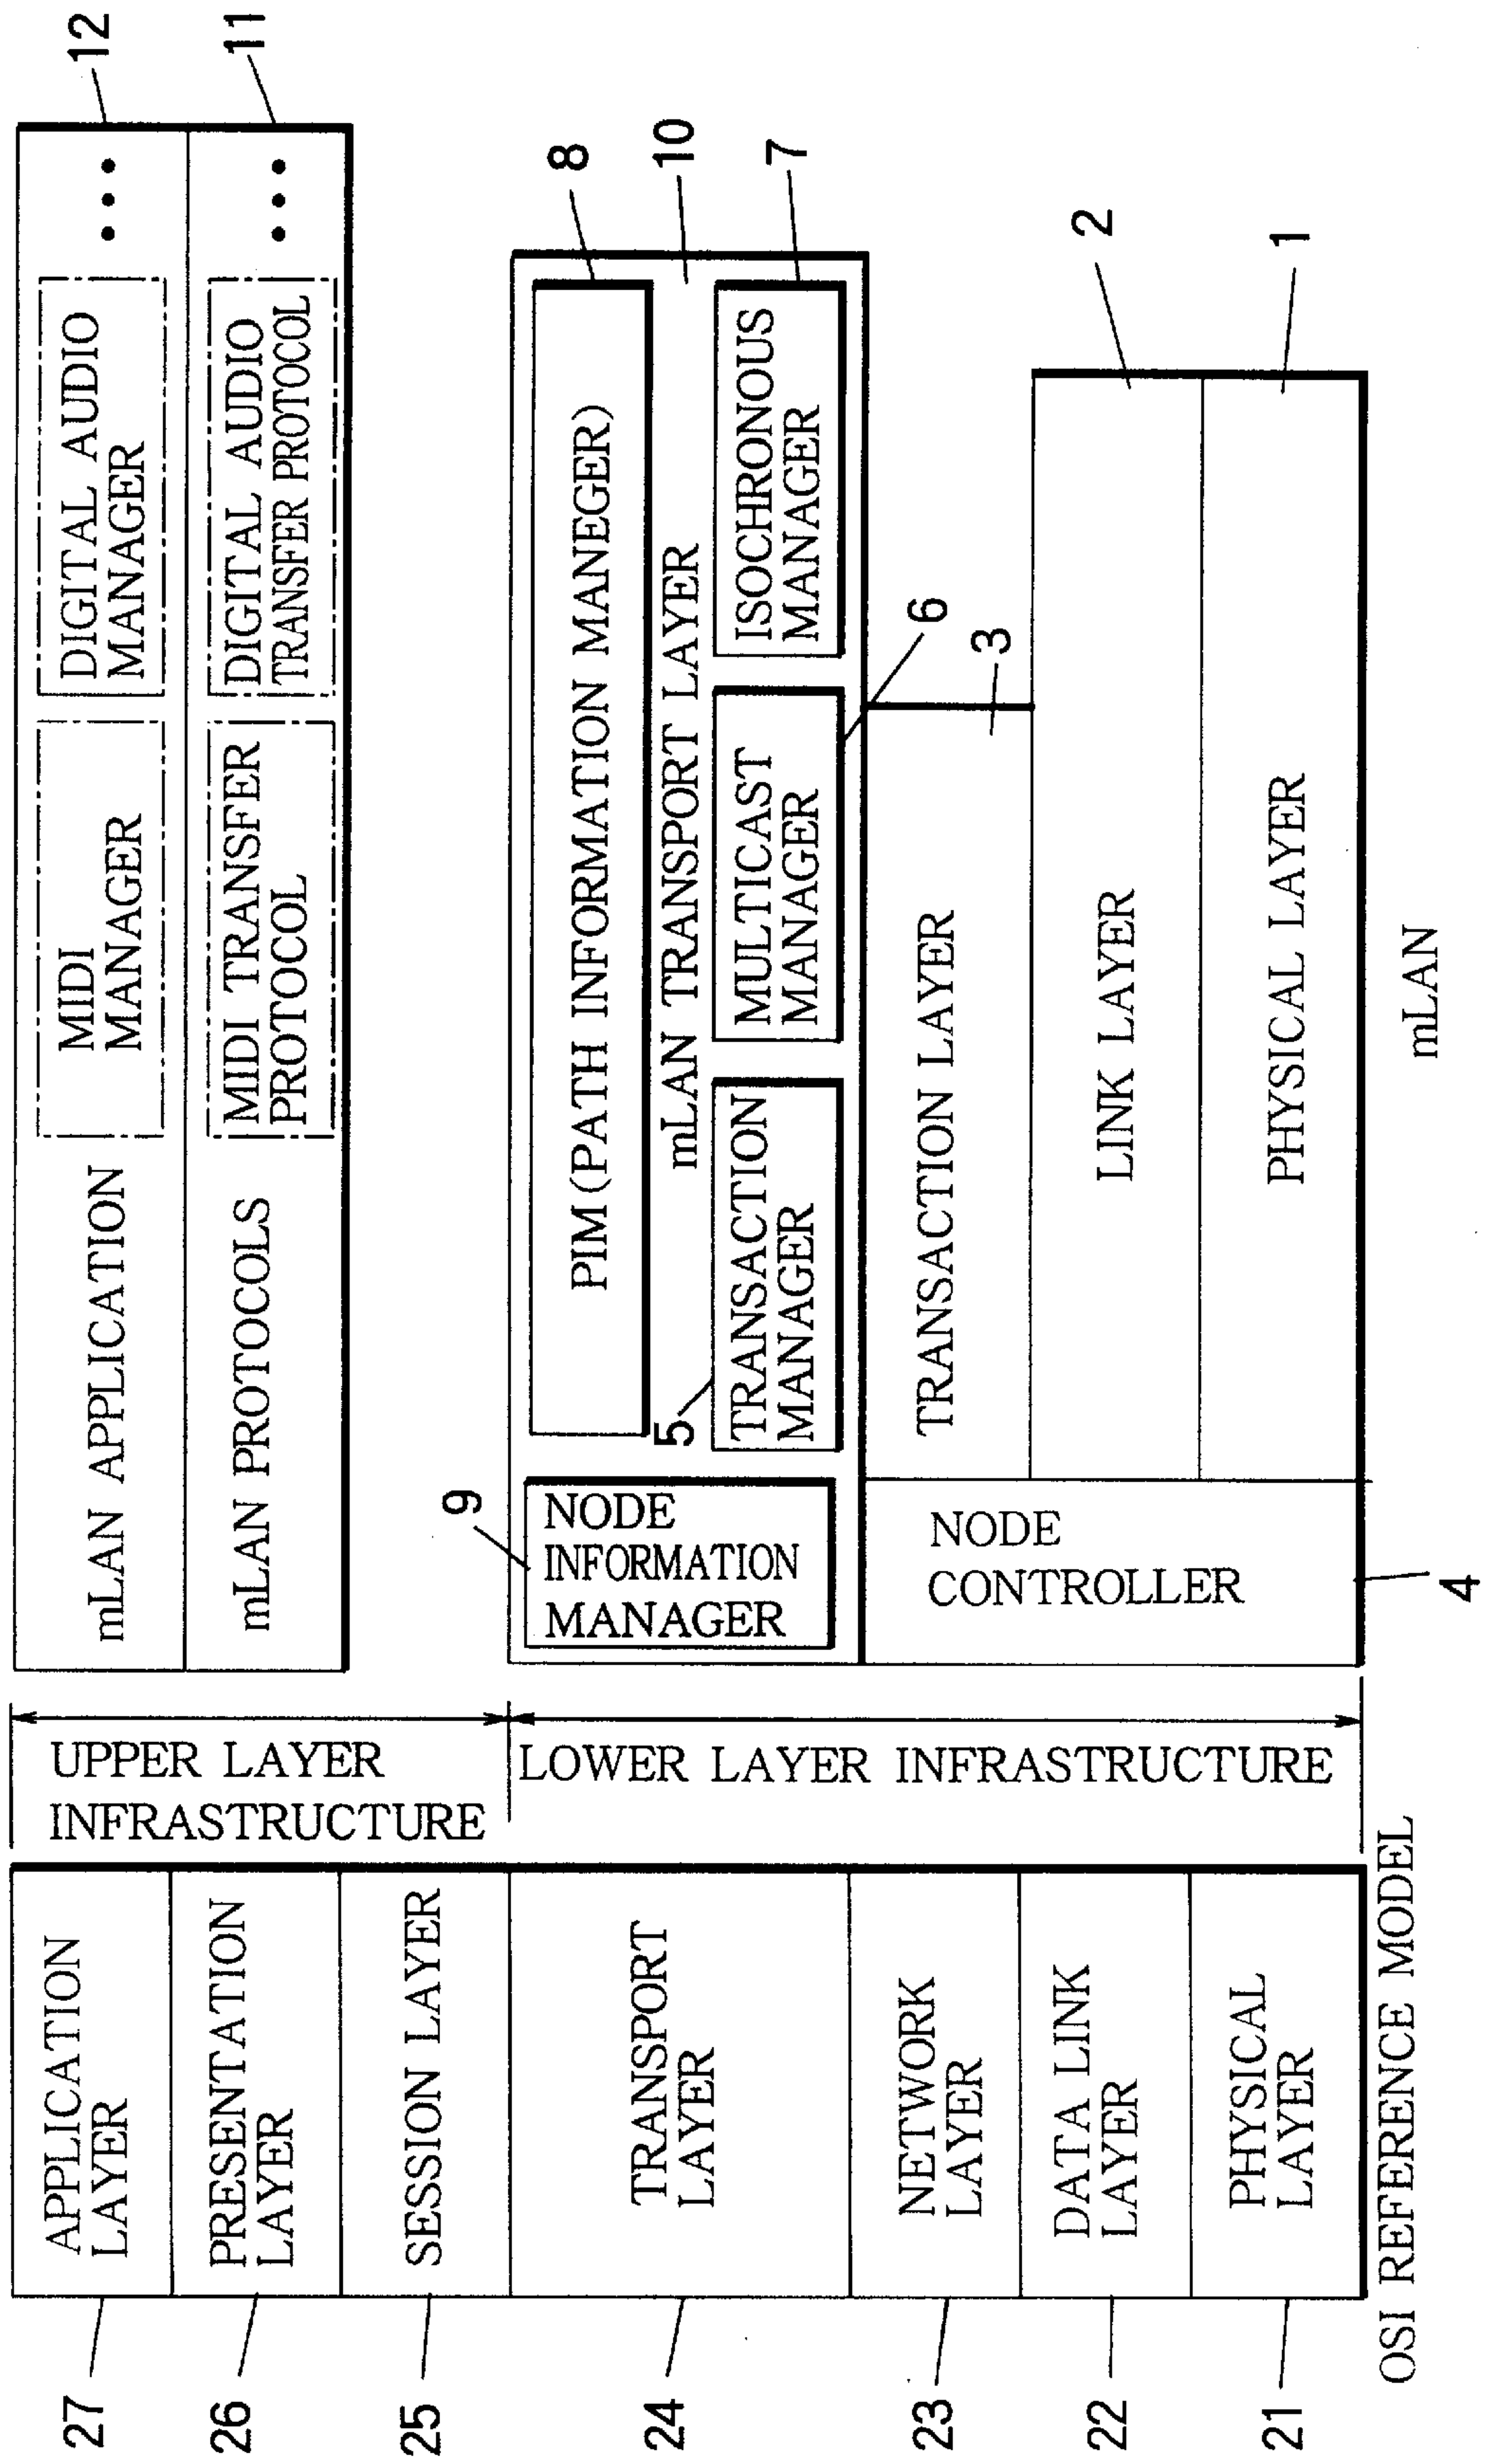 27
APPLICATION
LAYER
26
PRESENTATION
LAYER
25
SESSION LAYER
24
TRANSPORT
LAYER
23
NETWORK
LAYER
22
DATA LINK
LAYER
21
PHYSICAL
LAYER
OSI REFERENCE MODEL
UPPER LAYER
INFRASTRUCTURE
LOWER LAYER INFRASTRUCTURE
mLAN APPLICATION
MIDI
MANAGER
DIGITAL AUDIO
MANAGER
•••
12
mLAN PROTOCOLS
MIDI TRANSFER
PROTOCOL
DIGITAL AUDIO
TRANSFER PROTOCOL
•••
11
9
NODE
INFORMATION
MANAGER
PIM(PATH INFORMATION MANEGER)
8
mLAN TRANSPORT LAYER
10
5
TRANSACTION
MANAGER
MULTICAST
MANAGER
6
ISOCHRONOUS
MANAGER
7
NODE
CONTROLLER
4
TRANSACTION LAYER
3
LINK LAYER
2
PHYSICAL LAYER
1
mLAN